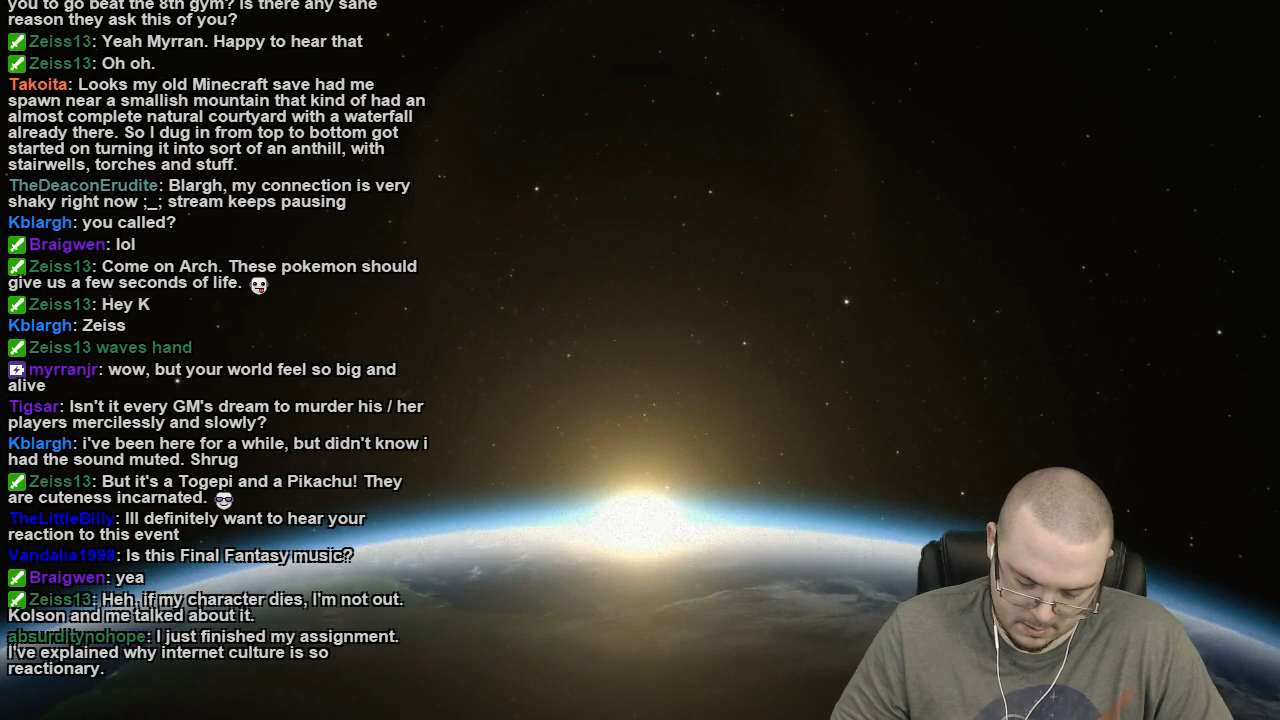 you to go beat the 8th gym? Is there any sane
reason they ask this of you?
Zeiss13: Yeah Myrran. Happy to hear that
Zeiss13: Oh oh.
Takoita: Looks my old Minecraft save had me
spawn near a smallish mountain that kind of had an
almost complete natural courtyard with a waterfall
already there. So I dug in from top to bottom got
started on turning it into sort of an anthill, with
stairwells, torches and stuff.
TheDeaconErudite: Blargh, my connection is very
shaky right now ;_; stream keeps pausing
Kblargh: you called?
Braigwen: lol
Zeiss13: Come on Arch. These pokemon should
give us a few seconds of life.
Zeiss13: Hey K
Kblargh: Zeiss
Zeiss13 waves hand
myrranjr: wow, but your world feel so big and
alive
Tigsar: Isn't it every GM's dream to murder his / her
players mercilessly and slowly?
Kblargh: i've been here for a while, but didn't know i
had the sound muted. Shrug
Zeiss13: But it's a Togepi and a Pikachu! They
are cuteness incarnated.
TheLittleBilly: Ill definitely want to hear your
reaction to this event
Vandalia1998: Is this Final Fantasy music?
Braigwen: yea
Zeiss13: Heh, if my character dies, I'm not out.
Kolson and me talked about it.
absurditynohope: I just finished my assignment.
I've explained why internet culture is so
reactionary.